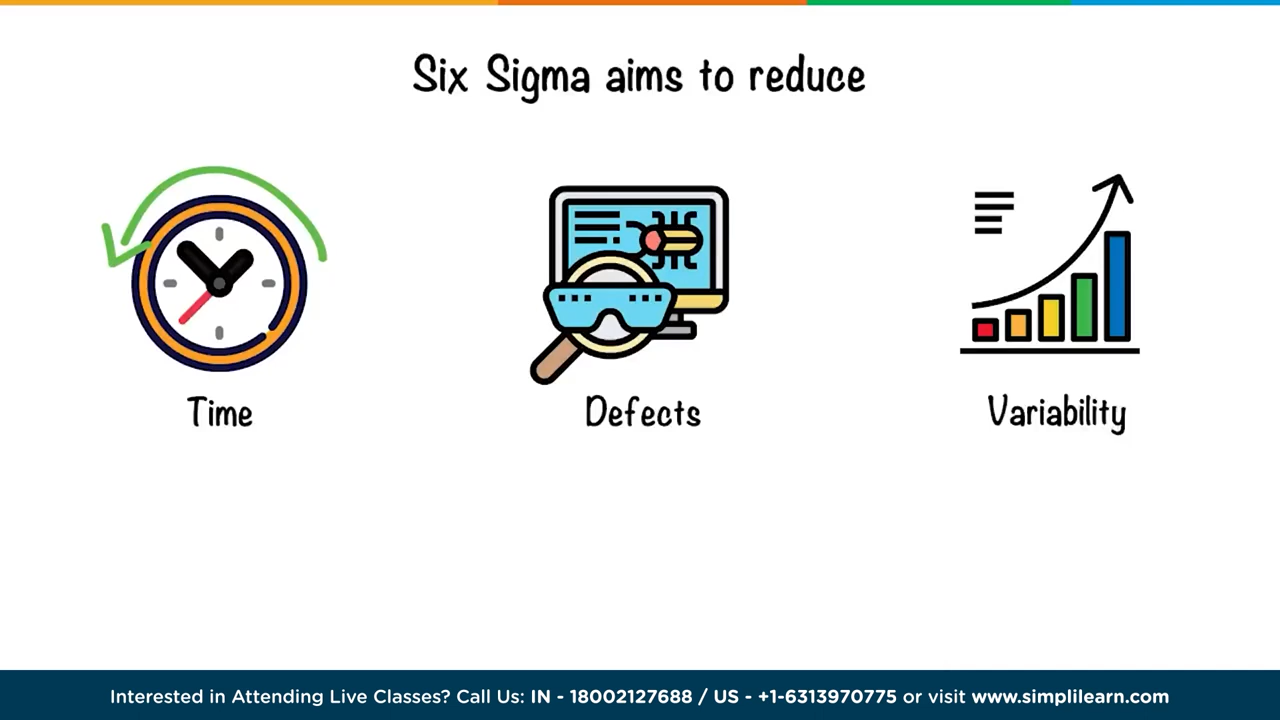 Six Sigma aims to reduce
Time
Defects
Variability
Interested in Attending Live Classes? Call Us: IN - 18002127688 / US - +1-6313970775 or visit www.simplilearn.com